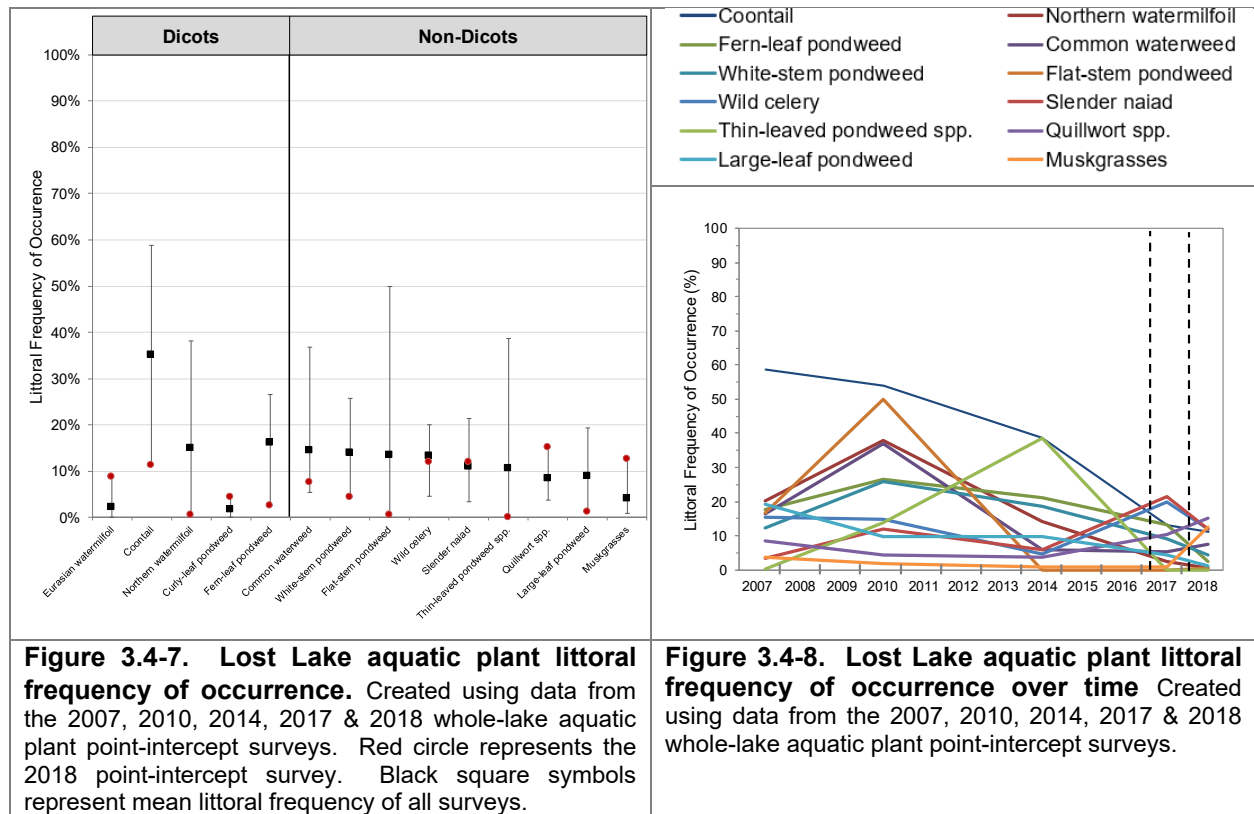 Dicots
Non-Dicots
100%
90%
80%
70%
60%
50%
40%
30%
20%
10%
0%
Littoral Frequency of Occurence
Eurasian watermilfoil
Coontail
Northern watermilfoil
Curly-leaf pondweed
Fern-leaf pondweed
Common waterweed
White-stem pondweed
Flat-stem pondweed
Wild celery
Slender naiad
Thin-leaved pondweed spp.
Quillwort spp.
Large-leaf pondweed
Muskgrasses
Figure 3.4-7. Lost Lake aquatic plant littoral
frequency of occurrence. Created using data from
the 2007, 2010, 2014, 2017 & 2018 whole-lake aquatic
plant point-intercept surveys. Red circle represents the
2018 point-intercept survey. Black square symbols
represent mean littoral frequency of all surveys.
Coontail
Northern watermilfoil
Fern-leaf pondweed
Common waterweed
White-stem pondweed
Flat-stem pondweed
Wild celery
Slender naiad
Thin-leaved pondweed spp.
Quillwort spp.
Large-leaf pondweed
Muskgrasses
100
90
80
70
60
50
40
30
20
10
0
Littoral Frequency of Occurrence (%)
2007 2008 2009 2010 2011 2012 2013 2014 2015 2016 2017 2018
Figure 3.4-8. Lost Lake aquatic plant littoral
frequency of occurrence over time Created
using data from the 2007, 2010, 2014, 2017 & 2018
whole-lake aquatic plant point-intercept surveys.